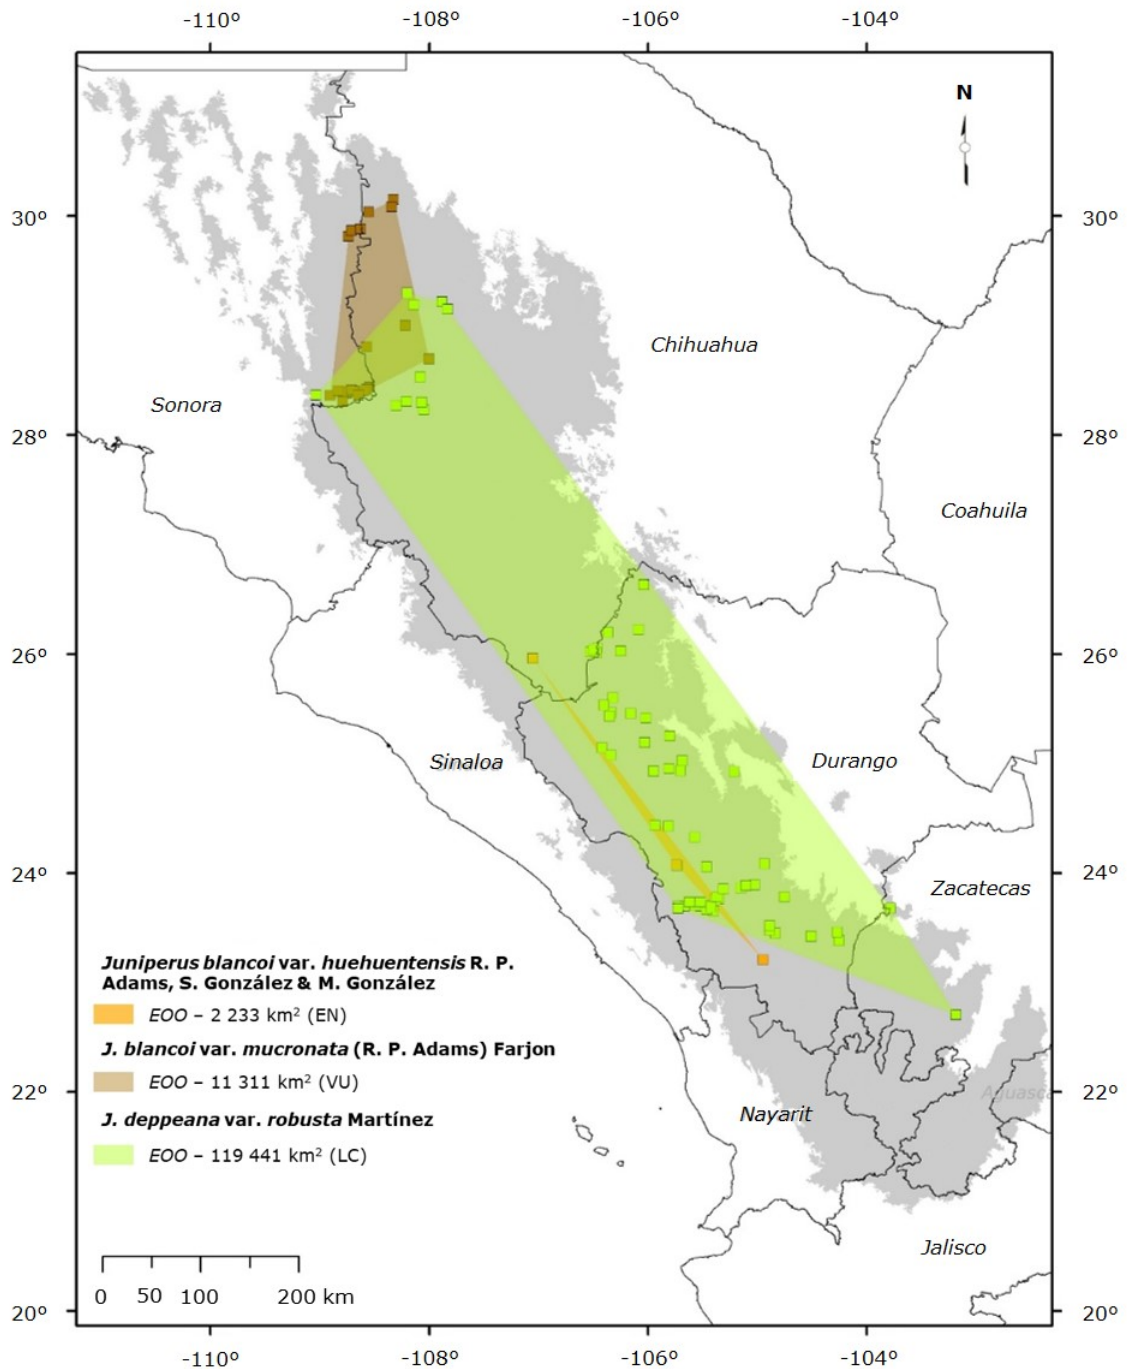 -110º -108º -106º -104º
N
30º 30º
Chihuahua
Sonora
28º 28º
Coahuila
26º 26º
Sinaloa
Durango
24º 24º
Zacatecas
Juniperus blancoi var. huehuentensis R. P.
Adams, S. González & M. González
EOO – 2 233 km² (EN)
J. blancoi var. mucronata (R. P. Adams) Farjon
EOO – 11 311 km² (VU)
22º 22º
Aguasca
Nayarit
J. deppeana var. robusta Martínez
EOO – 119 441 km² (LC)
Jalisco
0 50 100 200 km
20º 20º
-110º -108º -106º -104º